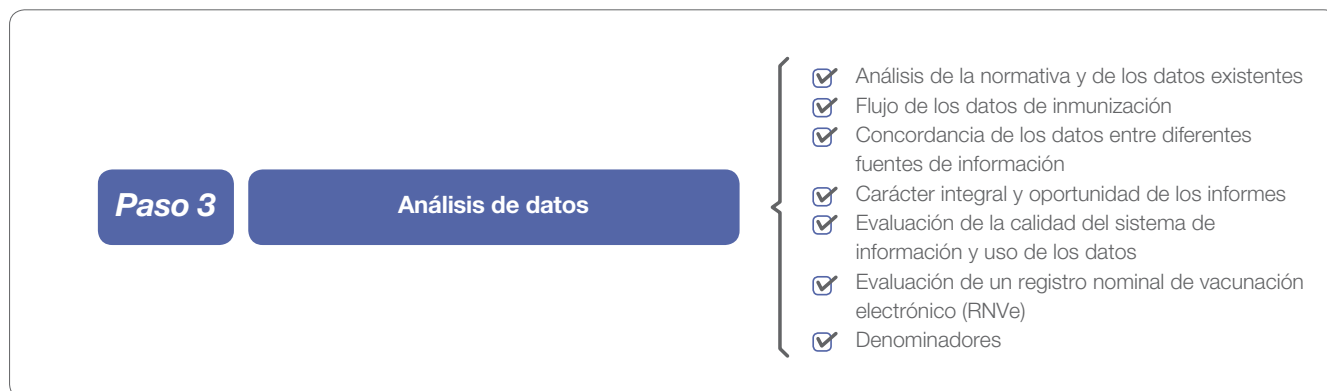 Paso 3
Análisis de datos
Análisis de la normativa y de los datos existentes
Flujo de los datos de inmunización
Concordancia de los datos entre diferentes
fuentes de información
Carácter integral y oportunidad de los informes
Evaluación de la calidad del sistema de
información y uso de los datos
Evaluación de un registro nominal de vacunación
electrónico (RNVe)
Denominadores